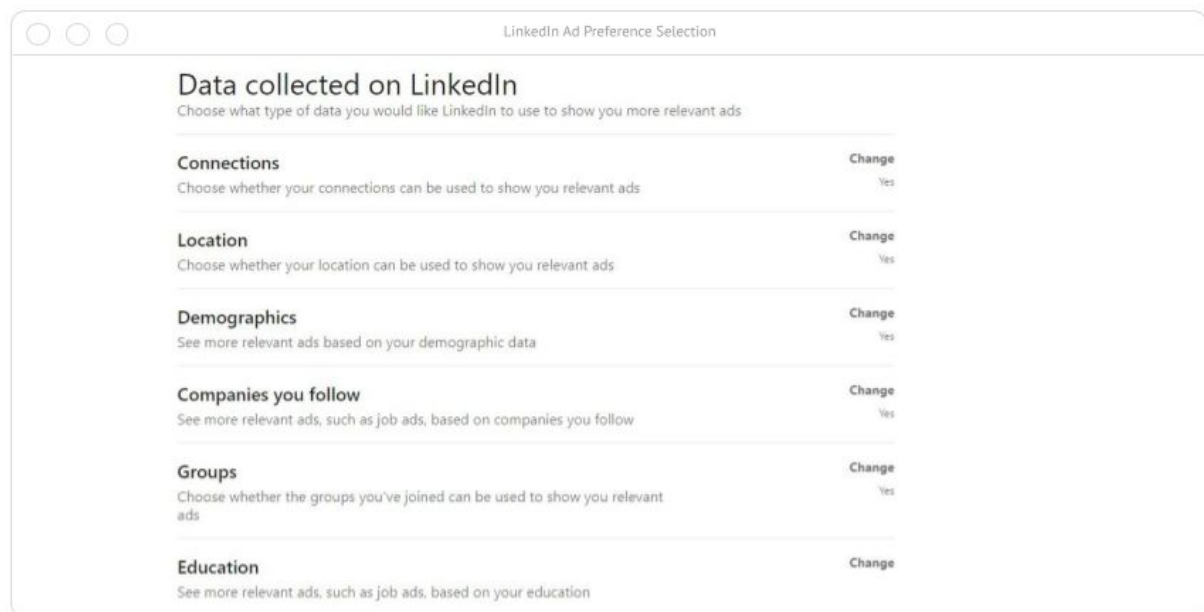 LinkedIn Ad Preference Selection
Data collected on LinkedIn
Choose what type of data you would like LinkedIn to use to show you more relevant ads
Connections
Change
Choose whether your connections can be used to show you relevant ads
Yes
Location
Change
Choose whether your location can be used to show you relevant ads
Yes
Demographics
Change
See more relevant ads based on your demographic data
Yes
Companies you follow
Change
See more relevant ads, such as job ads, based on companies you follow
Yes
Groups
Change
Choose whether the groups you've joined can be used to show you relevant
ads
Yes
Education
Change
See more relevant ads, such as job ads, based on your education